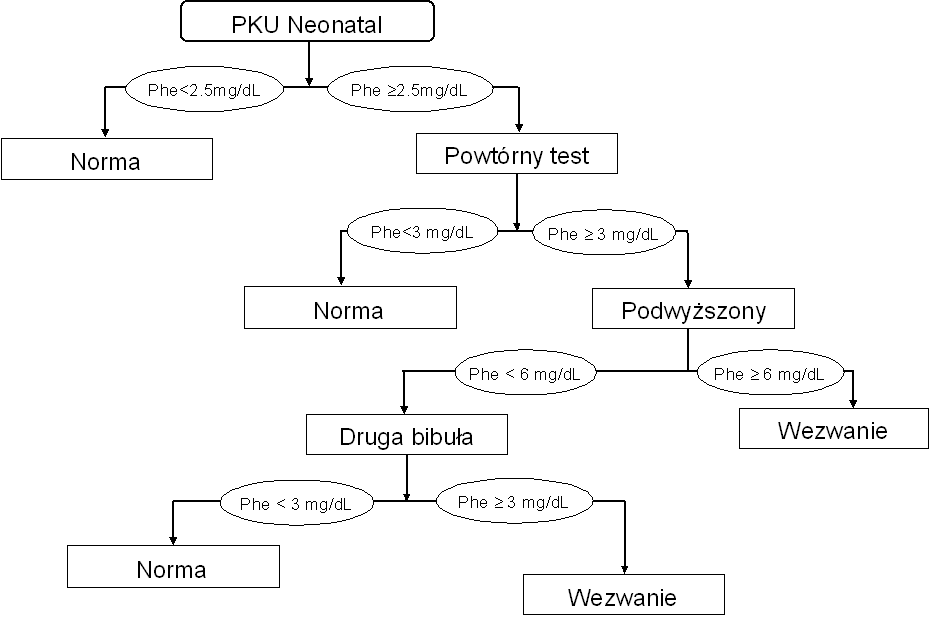 PKU Neonatal
Phe<2.5mg/dL
Phe ≥2.5mg/dL
Norma
Powtórny test
Phe<3 mg/dL
Phe ≥ 3 mg/dL
Norma
Podwyższony
Phe < 6 mg/dL
Phe ≥ 6 mg/dL
Druga bibuła
Wezwanie
Phe < 3 mg/dL
Phe ≥ 3 mg/dL
Norma
Wezwanie